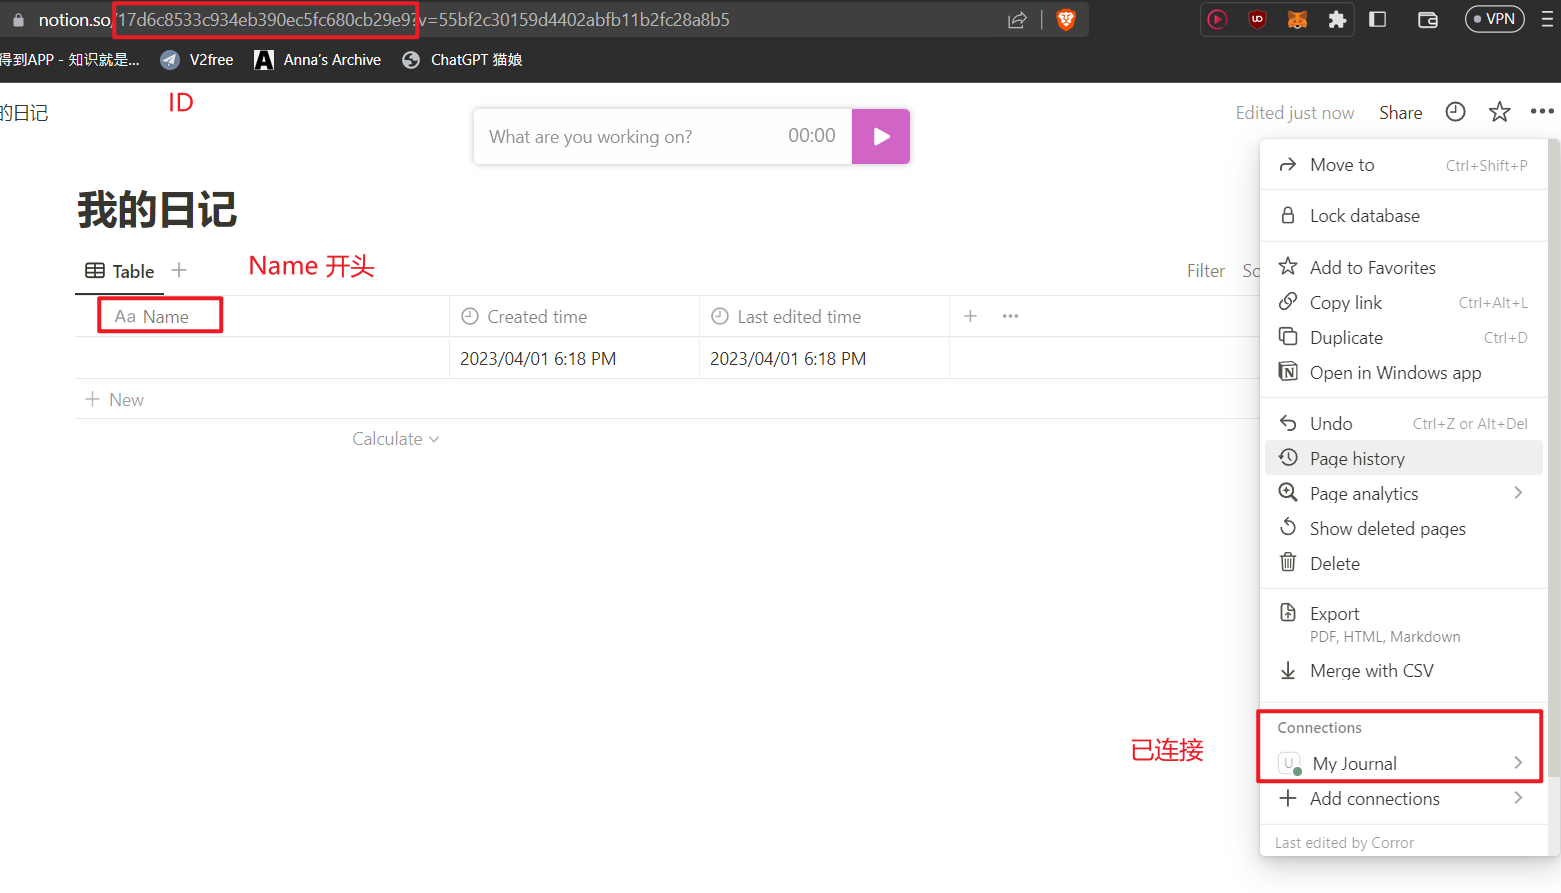 notion.so/17d6c8533c934eb390ec5fc680cb29e9?v=55bf2c30159d4402abfb11b2fc28a8b5
VPN
得到APP - 知识就是... V2free Anna's Archive ChatGPT 猫娘
ID
的日记
What are you working on? 00:00
Edited just now Share
我的日记
Table
Name 开头
Filter So
Aa Name Created time Last edited time
2023/04/01 6:18 PM 2023/04/01 6:18 PM
New
Calculate
Move to Ctrl+Shift+P
Lock database
Add to Favorites
Copy link Ctrl+Alt+L
Duplicate Ctrl+D
Open in Windows app
Undo Ctrl+Z or Alt+Del
Page history
Page analytics
Show deleted pages
Delete
Export
PDF, HTML, Markdown
Merge with CSV
已连接
Connections
U My Journal
Add connections
Last edited by Corror